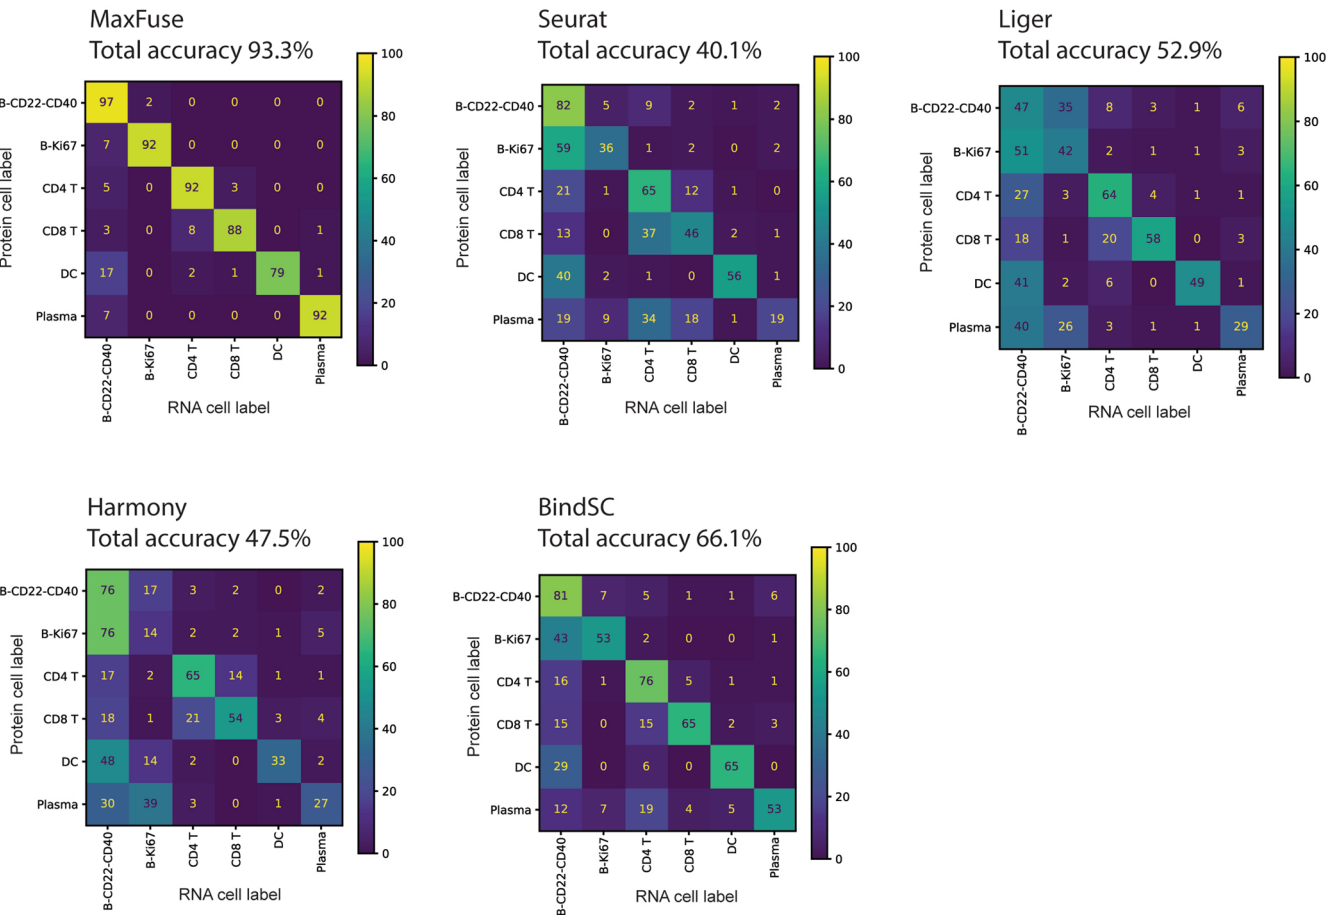 MaxFuse
Total accuracy 93.3%
Protein cell label
B-CD22-CD40 97 2 0 0 0 0
B-Ki67 7 92 0 0 0 0
CD4 T 5 0 92 3 0 0
CD8 T 3 0 8 88 0 1
DC 17 0 2 1 79 1
Plasma 7 0 0 0 0 92
B-CD22-CD40 B-Ki67 CD4 T CD8 T DC Plasma
RNA cell label
100
80
60
40
20
0
Seurat
Total accuracy 40.1%
Protein cell label
B-CD22-CD40 82 5 9 2 1 2
B-Ki67 59 36 1 2 0 2
CD4 T 21 1 65 12 1 0
CD8 T 13 0 37 46 2 1
DC 40 2 1 0 56 1
Plasma 19 9 34 18 1 19
B-CD22-CD40 B-Ki67 CD4 T CD8 T DC Plasma
RNA cell label
100
80
60
40
20
0
Liger
Total accuracy 52.9%
Protein cell label
B-CD22-CD40 47 35 8 3 1 6
B-Ki67 51 42 2 1 1 3
CD4 T 27 3 64 4 1 1
CD8 T 18 1 20 58 0 3
DC 41 2 6 0 49 1
Plasma 40 26 3 1 1 29
B-CD22-CD40 B-Ki67 CD4 T CD8 T DC Plasma
RNA cell label
100
80
60
40
20
0
Harmony
Total accuracy 47.5%
Protein cell label
B-CD22-CD40 76 17 3 2 0 2
B-Ki67 76 14 2 2 1 5
CD4 T 17 2 65 14 1 1
CD8 T 18 1 21 54 3 4
DC 48 14 2 0 33 2
Plasma 30 39 3 0 1 27
B-CD22-CD40 B-Ki67 CD4 T CD8 T DC Plasma
RNA cell label
100
80
60
40
20
0
BindSC
Total accuracy 66.1%
Protein cell label
B-CD22-CD40 81 7 5 1 1 6
B-Ki67 43 53 2 0 0 1
CD4 T 16 1 76 5 1 1
CD8 T 15 0 15 65 2 3
DC 29 0 6 0 65 0
Plasma 12 7 19 4 5 53
B-CD22-CD40 B-Ki67 CD4 T CD8 T DC Plasma
RNA cell label
100
80
60
40
20
0